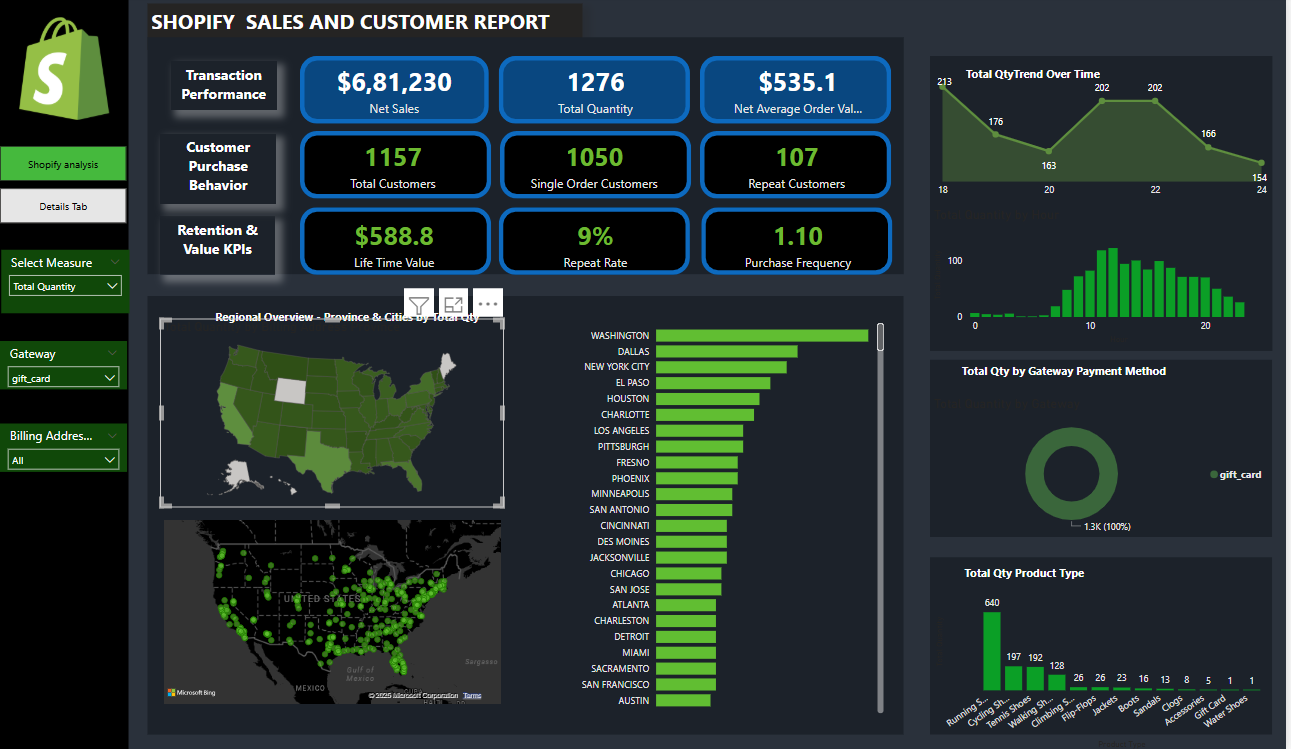 SHOPIFY SALES AND CUSTOMER REPORT
S
Shopify analysis
Details Tab
Select Measure
Total Quantity
Gateway
gift_card
Billing Addres...
All
Transaction
Performance
$6,81,230
Net Sales
1276
Total Quantity
$535.1
Net Average Order Val...
Customer
Purchase
Behavior
1157
Total Customers
1050
Single Order Customers
107
Repeat Customers
Retention &
Value KPIs
$588.8
Life Time Value
9%
Repeat Rate
1.10
Purchase Frequency
Regional Overview - Province & Cities by Total Qty
UNITED STATES
Gulf of
Mexico
Sargasso
MEXICO
Microsoft Bing
© 2025 Microsoft Corporation Terms
WASHINGTON
DALLAS
NEW YORK CITY
EL PASO
HOUSTON
CHARLOTTE
LOS ANGELES
PITTSBURGH
FRESNO
PHOENIX
MINNEAPOLIS
SAN ANTONIO
CINCINNATI
DES MOINES
JACKSONVILLE
CHICAGO
SAN JOSE
ATLANTA
CHARLESTON
DETROIT
MIAMI
SACRAMENTO
SAN FRANCISCO
AUSTIN
Total QtyTrend Over Time
213
176
163
202
202
166
154
18 20 22 24
100
0
0 10 20
Total Qty by Gateway Payment Method
gift_card
1.3K (100%)
Total Qty Product Type
640
197
192
128
26
26
23
16
13
8
5
1
1
Running S...
Cycling Sh...
Tennis Shoes
Walking Sh...
Climbing S...
Flip-Flops
Jackets
Boots
Sandals
Clogs
Accessories
Gift Card
Water Shoes